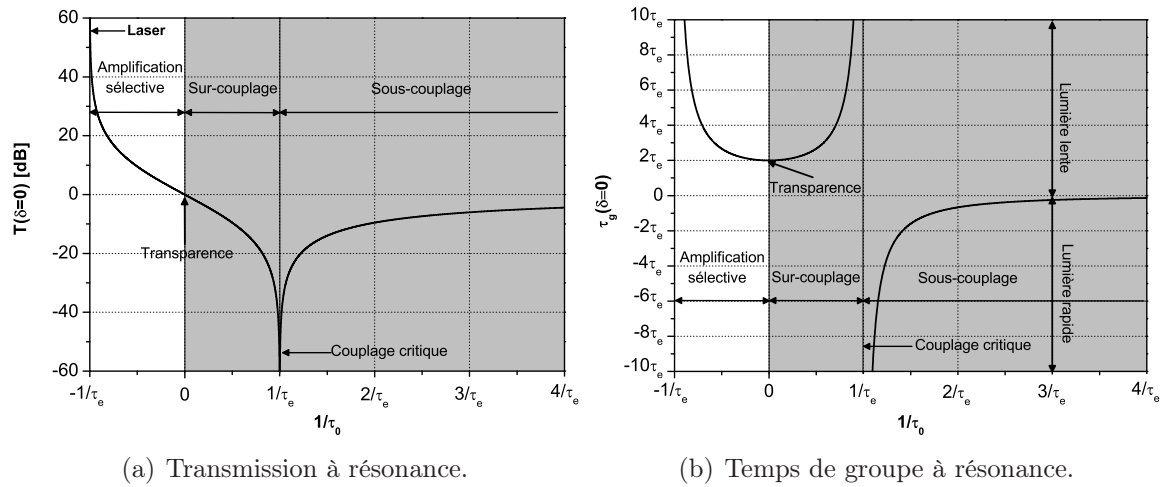 60
40
20
0
-20
-40
-60
T(δ=0) [dB]
Laser
Amplification
sélective
Sur-couplage
Sous-couplage
Transparence
Couplage critique
-1/τe
0
1/τe
2/τe
3/τe
4/τe
1/τ0
(a) Transmission à résonance.
10τe
8τe
6τe
4τe
2τe
0
-2τe
-4τe
-6τe
-8τe
-10τe
τg(δ=0)
Transparence
Lumière lente
Amplification
sélective
Sur-couplage
Sous-couplage
Lumière rapide
Couplage critique
-1/τe
0
1/τe
2/τe
3/τe
4/τe
1/τ0
(b) Temps de groupe à résonance.